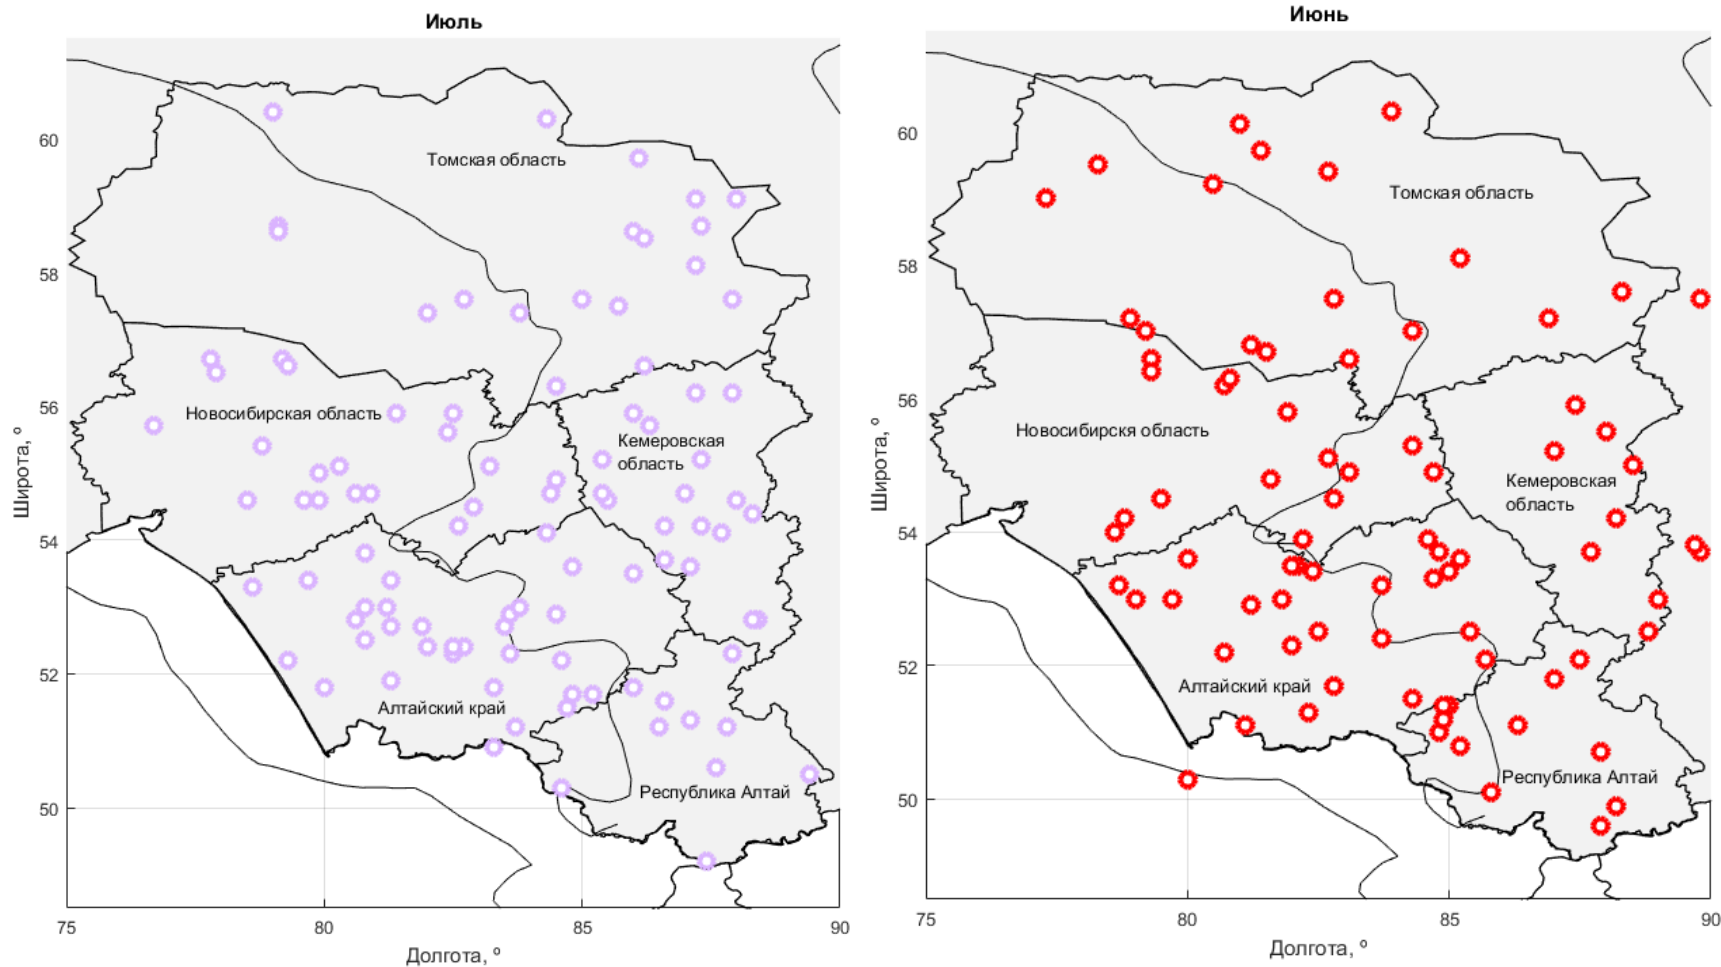 Июль
Широта, º
60
58
56
54
52
50
Томская область
Новосибирская область
Кемеровская
область
Алтайский край
Республика Алтай
75
80
85
90
Долгота, º
Июнь
Широта, º
60
58
56
54
52
50
Томская область
Новосибирскя область
Кемеровская
область
Алтайский край
Республика Алтай
75
80
85
90
Долгота, º